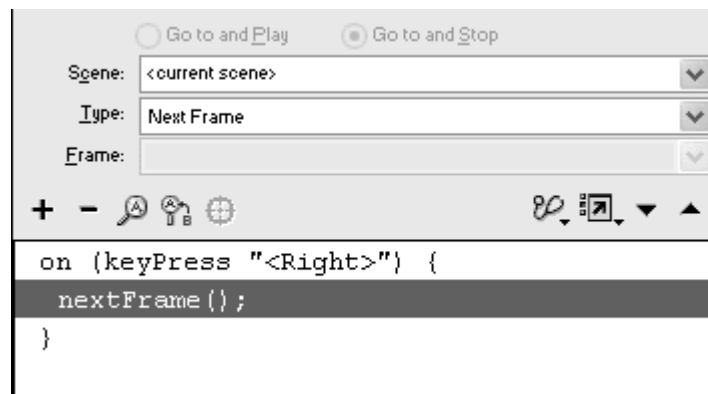 Go to and Play Go to and Stop
Scene: <current scene>
Type: Next Frame
Frame:
on (keyPress "<Right>") {
nextFrame();
}